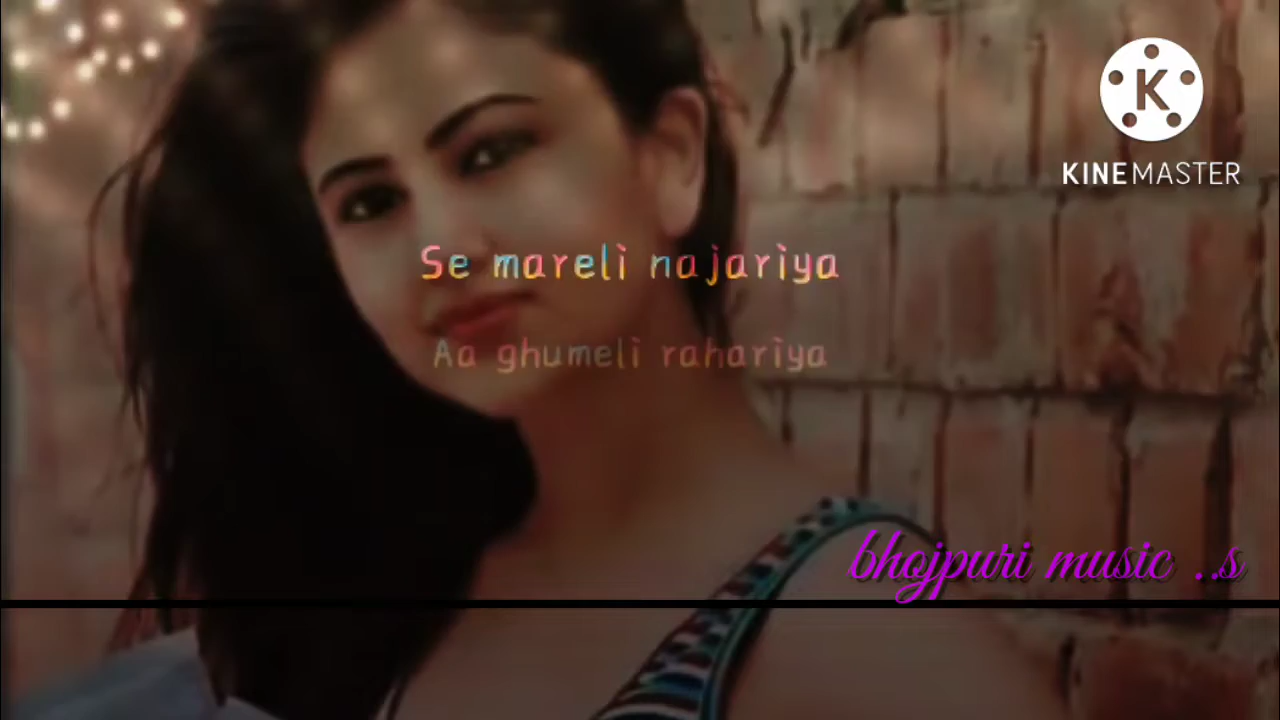 K
KINEMASTER
Se mareli najariya
Aa ghumeli rahariya
bhojpuri music ..s